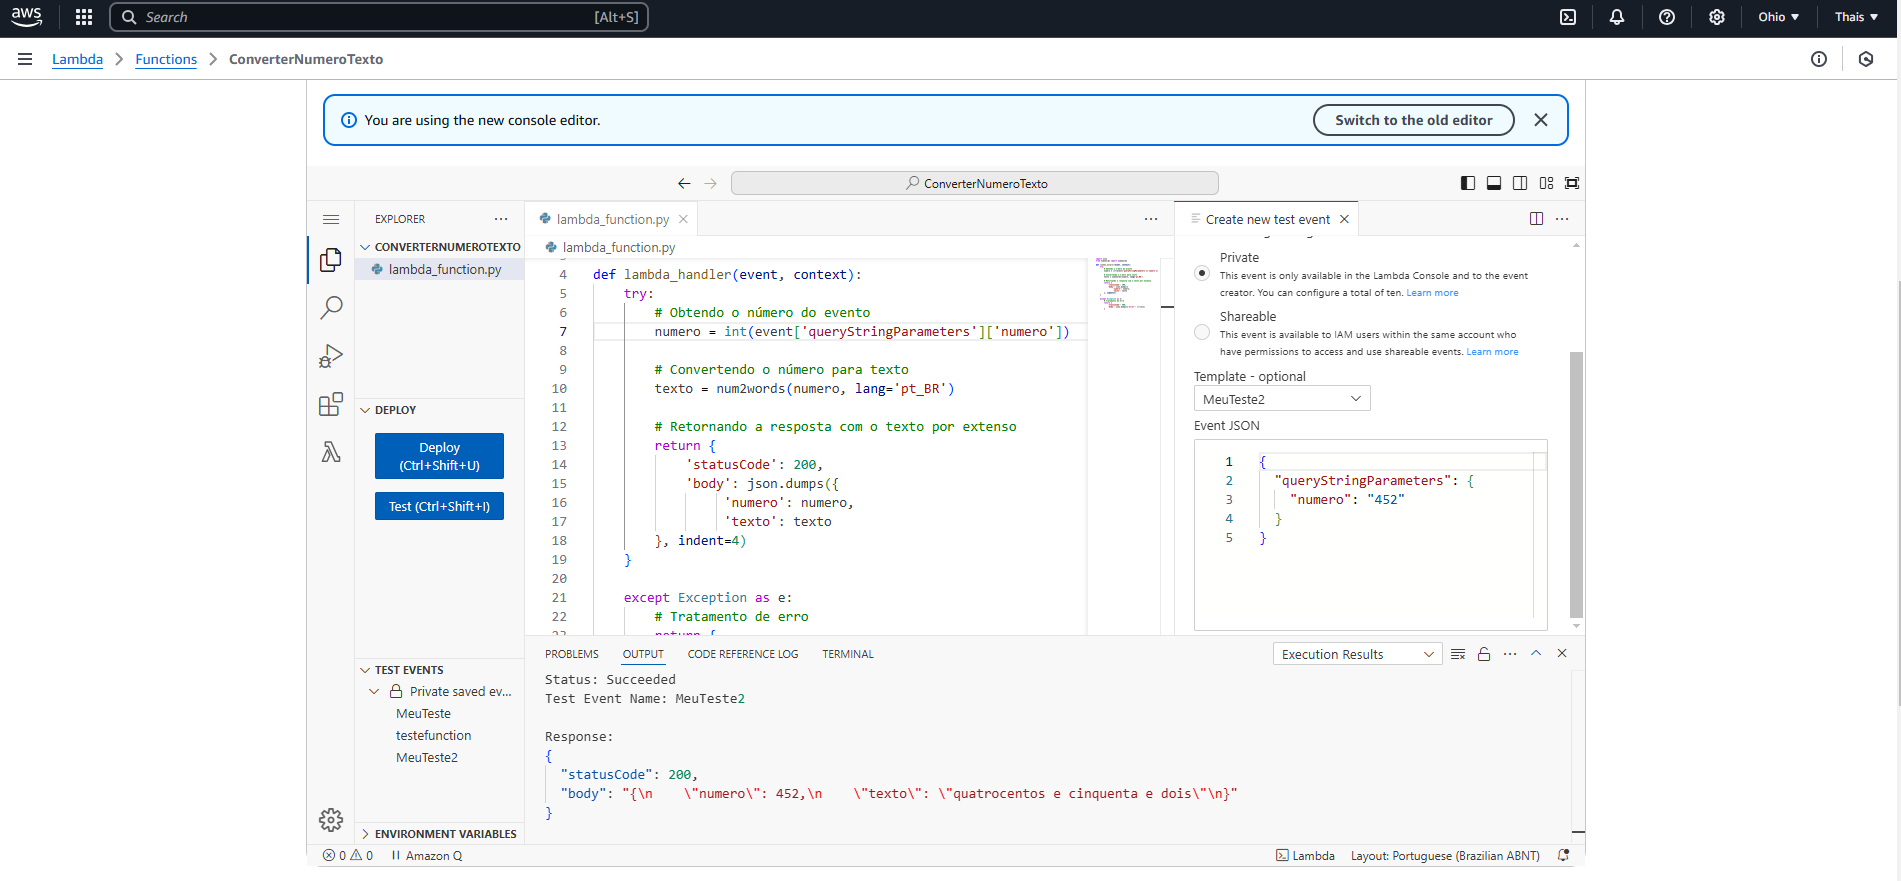 aws
Search [Alt+S]
Ohio ▼
Thais ▼
Lambda > Functions > ConverterNumeroTexto
You are using the new console editor.
Switch to the old editor
ConverterNumeroTexto
EXPLORER
CONVERTERNUMEROTEXTO
lambda_function.py
DEPLOY
Deploy
(Ctrl+Shift+U)
Test (Ctrl+Shift+I)
TEST EVENTS
Private saved ev...
MeuTeste
testefunction
MeuTeste2
ENVIRONMENT VARIABLES
lambda_function.py
lambda_function.py
4 def lambda_handler(event, context):
5 try:
6 # Obtendo o número do evento
7 numero = int(event['queryStringParameters']['numero'])
8
9 # Convertendo o número para texto
10 texto = num2words(numero, lang='pt_BR')
11
12 # Retornando a resposta com o texto por extenso
13 return {
14 'statusCode': 200,
15 'body': json.dumps({
16 'numero': numero,
17 'texto': texto
18 }, indent=4)
19 }
20
21 except Exception as e:
22 # Tratamento de erro
23 return {
Create new test event
Private
This event is only available in the Lambda Console and to the event
creator. You can configure a total of ten. Learn more
Shareable
This event is available to IAM users within the same account who
have permissions to access and use shareable events. Learn more
Template - optional
MeuTeste2
Event JSON
1 {
2 "queryStringParameters": {
3 "numero": "452"
4 }
5 }
PROBLEMS OUTPUT CODE REFERENCE LOG TERMINAL
Execution Results
Status: Succeeded
Test Event Name: MeuTeste2
Response:
{
"statusCode": 200,
"body": "{\n    \"numero\": 452,\n    \"texto\": \"quatrocentos e cinquenta e dois\"\n}"
}
0 0 Amazon Q
Lambda
Layout: Portuguese (Brazilian ABNT)